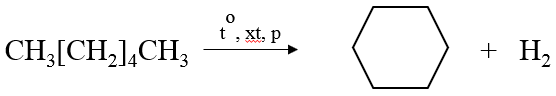 CH₃[CH₂]₄CH₃ t°, xt, p + H₂